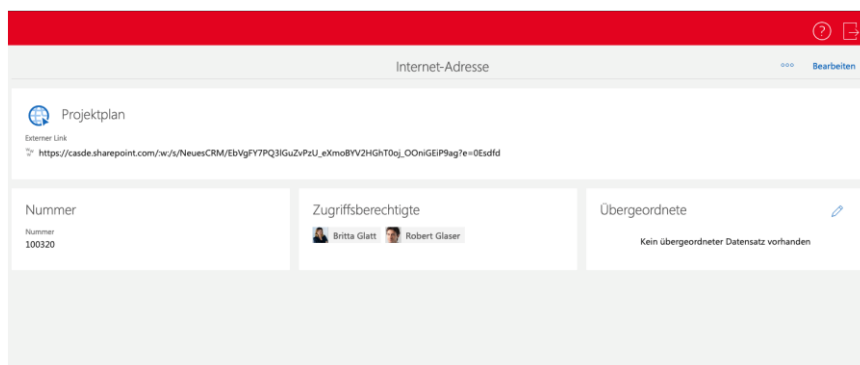 Internet-Adresse
Bearbeiten
Projektplan
Externer Link
https://casde.sharepoint.com/:w:/s/NeuesCRM/EbVgFY7PQ3lGuZvPzU_eXmoBYV2HGhT0oj_OOniGEiP9ag?e=0Esdfd
Nummer
Nummer
100320
Zugriffsberechtigte
Britta Glatt Robert Glaser
Übergeordnete
Kein übergeordneter Datensatz vorhanden